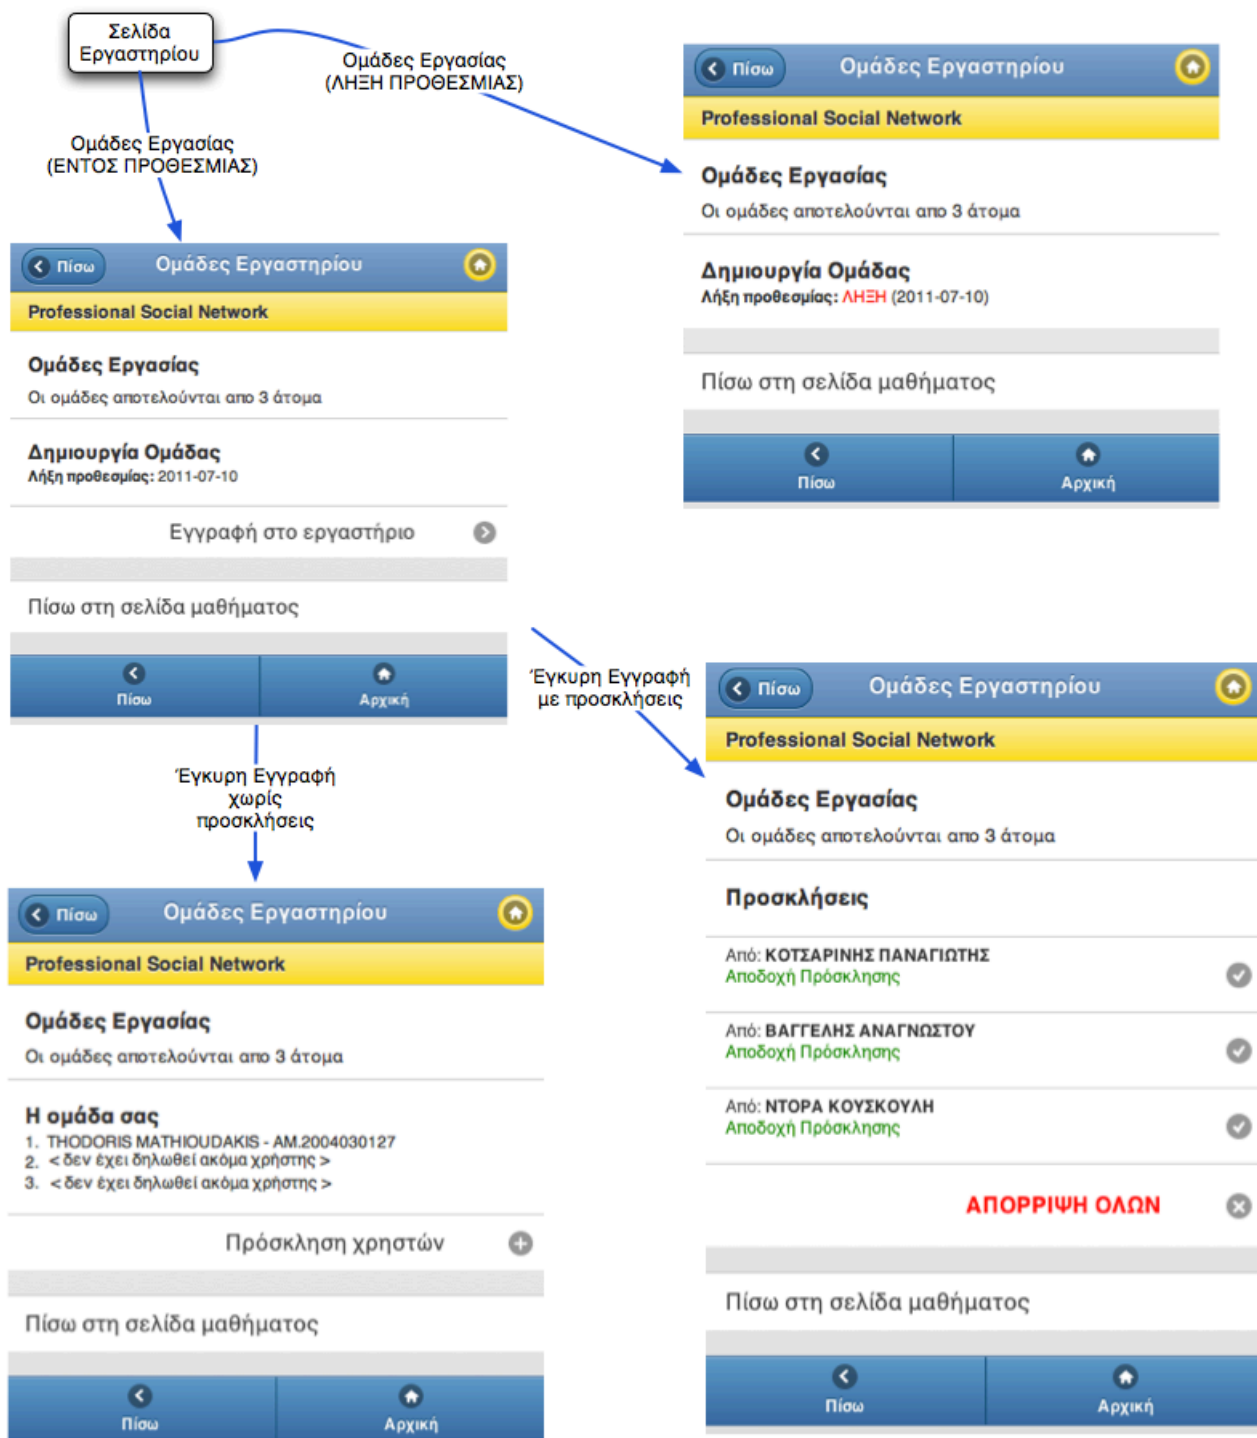 Σελίδα
Εργαστηρίου
Ομάδες Εργασίας
(ΛΗΞΗ ΠΡΟΘΕΣΜΙΑΣ)
Ομάδες Εργασίας
(ΕΝΤΟΣ ΠΡΟΘΕΣΜΙΑΣ)
Πίσω Ομάδες Εργαστηρίου
Professional Social Network
Ομάδες Εργασίας
Οι ομάδες αποτελούνται απο 3 άτομα
Δημιουργία Ομάδας
Λήξη προθεσμίας: ΛΗΞΗ (2011-07-10)
Πίσω στη σελίδα μαθήματος
Πίσω Αρχική
Πίσω Ομάδες Εργαστηρίου
Professional Social Network
Ομάδες Εργασίας
Οι ομάδες αποτελούνται απο 3 άτομα
Δημιουργία Ομάδας
Λήξη προθεσμίας: 2011-07-10
Εγγραφή στο εργαστήριο
Πίσω στη σελίδα μαθήματος
Πίσω Αρχική
Έγκυρη Εγγραφή
με προσκλήσεις
Έγκυρη Εγγραφή
χωρίς
προσκλήσεις
Πίσω Ομάδες Εργαστηρίου
Professional Social Network
Ομάδες Εργασίας
Οι ομάδες αποτελούνται απο 3 άτομα
Προσκλήσεις
Από: ΚΟΤΣΑΡΙΝΗΣ ΠΑΝΑΓΙΩΤΗΣ
Αποδοχή Πρόσκλησης
Από: ΒΑΓΓΕΛΗΣ ΑΝΑΓΝΩΣΤΟΥ
Αποδοχή Πρόσκλησης
Από: ΝΤΟΡΑ ΚΟΥΣΚΟΥΛΗ
Αποδοχή Πρόσκλησης
ΑΠΟΡΡΙΨΗ ΟΛΩΝ
Πίσω στη σελίδα μαθήματος
Πίσω Αρχική
Πίσω Ομάδες Εργαστηρίου
Professional Social Network
Ομάδες Εργασίας
Οι ομάδες αποτελούνται απο 3 άτομα
Η ομάδα σας
1. THODORIS MATHIOUDAKIS - AM.2004030127
2. < δεν έχει δηλωθεί ακόμα χρήστης >
3. < δεν έχει δηλωθεί ακόμα χρήστης >
Πρόσκληση χρηστών
Πίσω στη σελίδα μαθήματος
Πίσω Αρχική